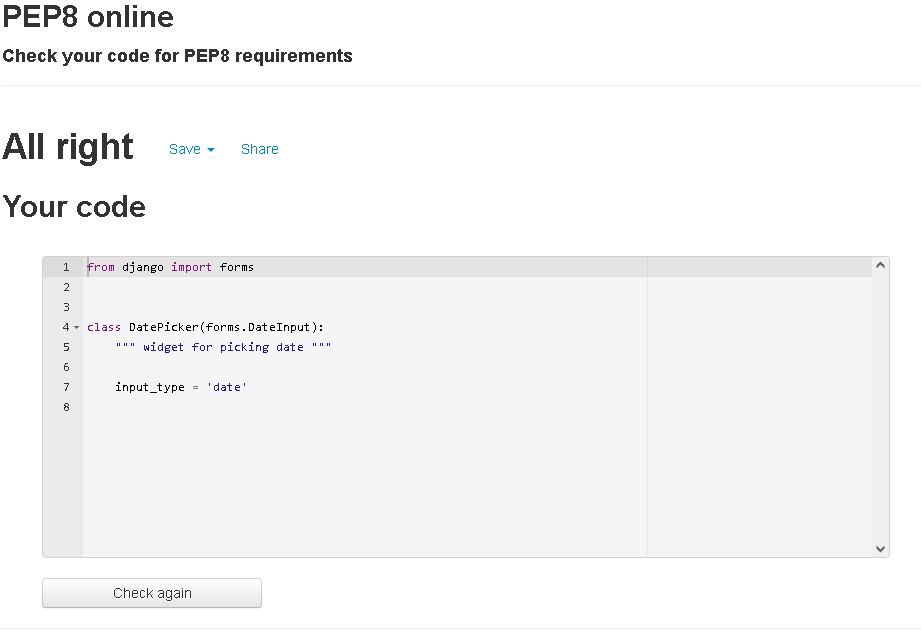 PEP8 online
Check your code for PEP8 requirements
All right Save Share
Your code
1 from django import forms
2
3
4 class DatePicker(forms.DateInput):
5     """ widget for picking date """
6
7     input_type = 'date'
8
Check again